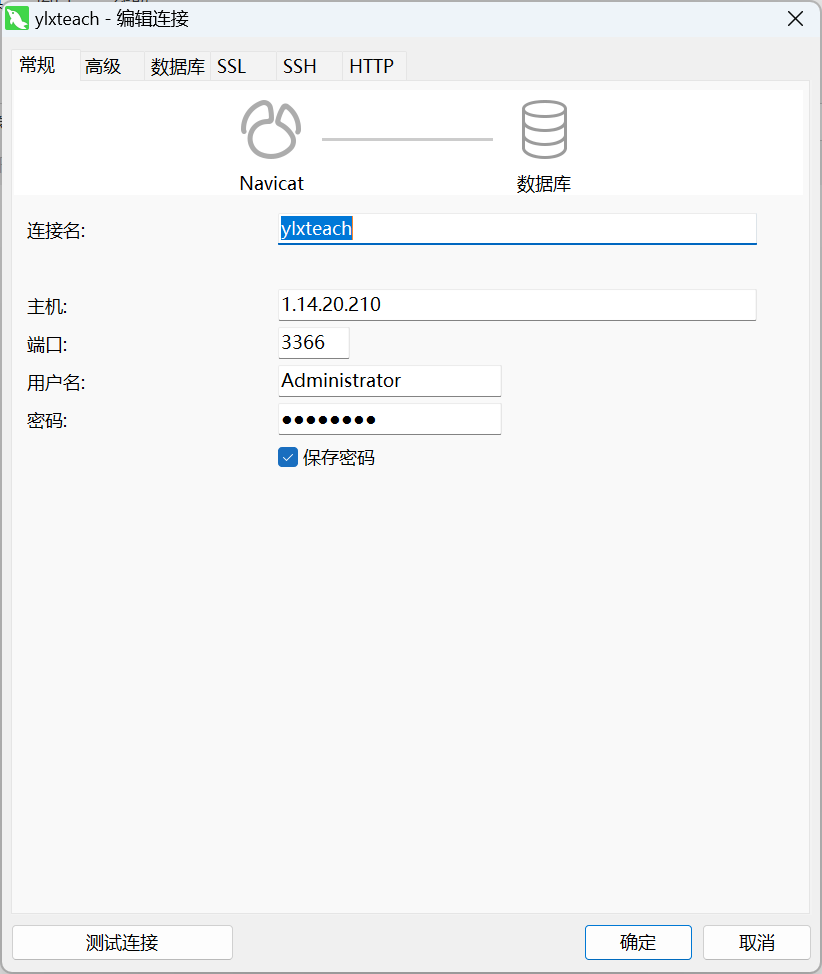 ylxteach - 编辑连接
常规 高级 数据库 SSL SSH HTTP
Navicat 数据库
连接名: ylxteach
主机: 1.14.20.210
端口: 3366
用户名: Administrator
密码: ●●●●●●●●
保存密码
测试连接 确定 取消